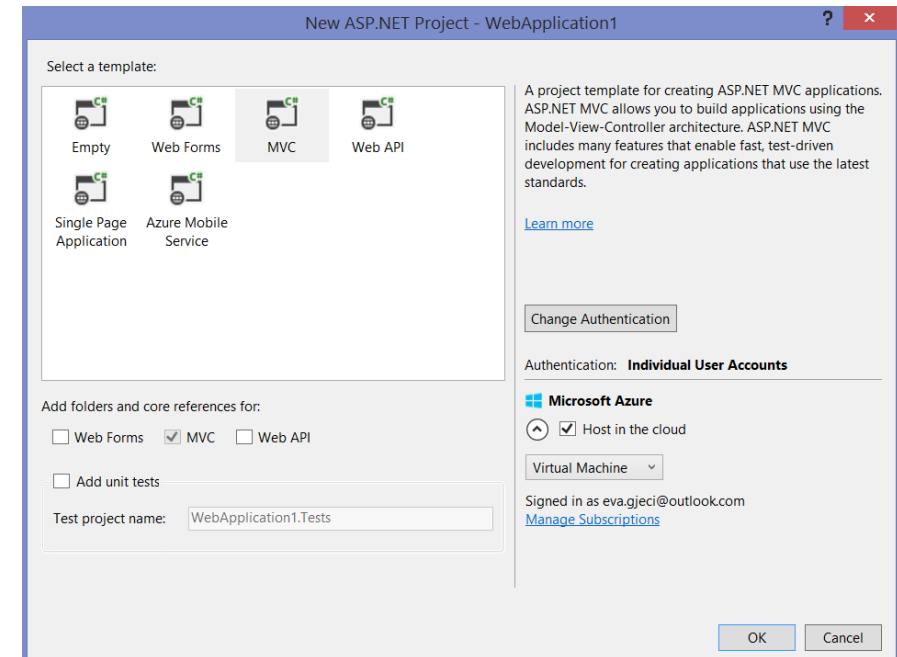 New ASP.NET Project - WebApplication1
?
×
Select a template:
C#
C#
C#
C#
Empty
Web Forms
MVC
Web API
C#
C#
Single Page
Application
Azure Mobile
Service
A project template for creating ASP.NET MVC applications.
ASP.NET MVC allows you to build applications using the
Model-View-Controller architecture. ASP.NET MVC
includes many features that enable fast, test-driven
development for creating applications that use the latest
standards.
Learn more
Change Authentication
Authentication: Individual User Accounts
Add folders and core references for:
Web Forms
MVC
Web API
Add unit tests
Test project name:
WebApplication1.Tests
Microsoft Azure
Host in the cloud
Virtual Machine
Signed in as eva.gjeci@outlook.com
Manage Subscriptions
OK
Cancel